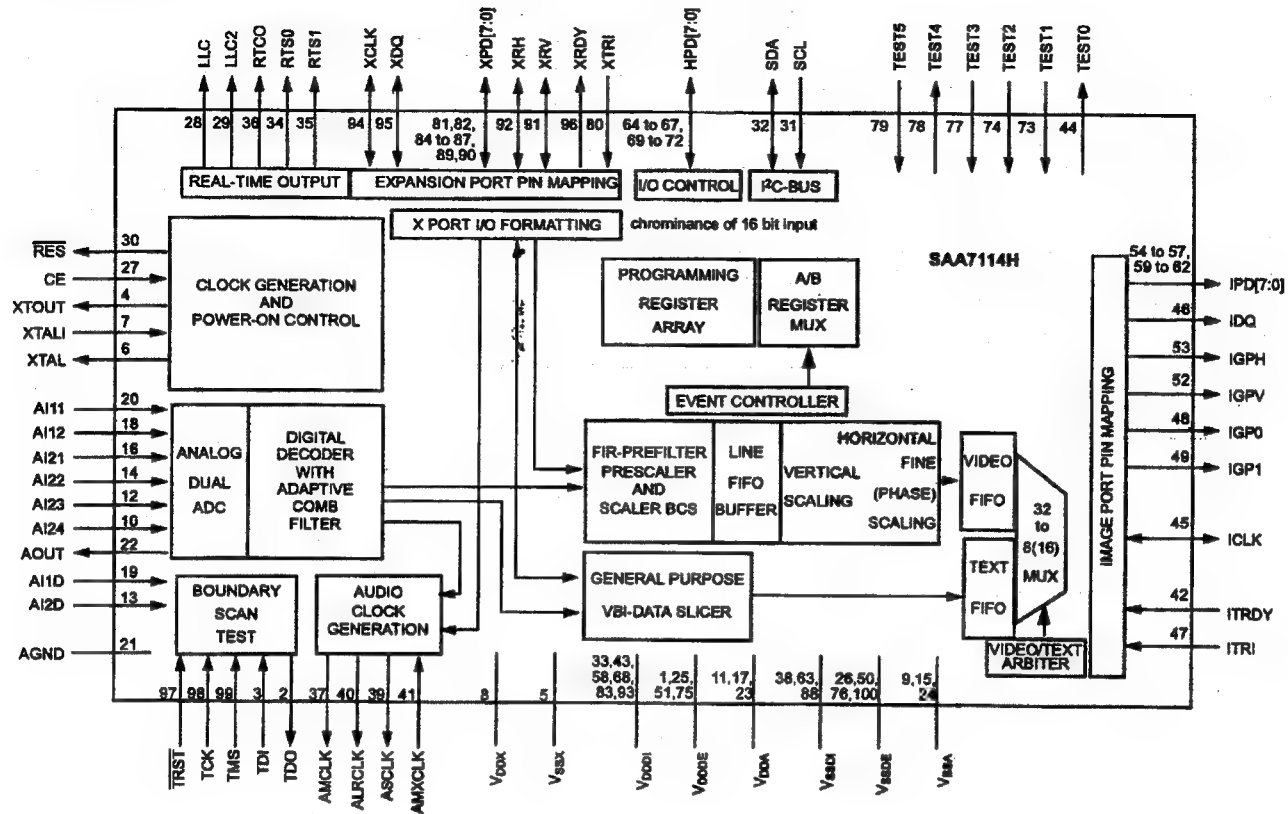 LLC
LLC2
RTCO
RTS0
RTS1
XCLK
XDQ
XPD[7:0]
XRH
XRV
XRDY
XTRI
HPD[7:0]
SDA
SCL
TEST5
TEST4
TEST3
TEST2
TEST1
TEST0
28
29
36
34
35
94
95
81,82,
84 to 87,
89,90
92
91
96
80
64 to 67,
69 to 72
32
31
79
78
77
74
73
44
REAL-TIME OUTPUT
EXPANSION PORT PIN MAPPING
I/O CONTROL
I²C-BUS
X PORT I/O FORMATTING
chrominance of 16 bit input
SAA7114H
RES
30
CE
27
XTOUT
4
XTALI
7
XTAL
6
CLOCK GENERATION
AND
POWER-ON CONTROL
PROGRAMMING
REGISTER
ARRAY
A/B
REGISTER
MUX
EVENT CONTROLLER
AI11
20
AI12
18
AI21
16
AI22
14
AI23
12
AI24
10
AOUT
22
AI1D
19
AI2D
13
AGND
21
ANALOG
DUAL
ADC
DIGITAL
DECODER
WITH
ADAPTIVE
COMB
FILTER
FIR-PREFILTER
PRESCALER
AND
SCALER BCS
LINE
FIFO
BUFFER
VERTICAL
SCALING
HORIZONTAL
FINE
(PHASE)
SCALING
VIDEO
FIFO
TEXT
FIFO
32
to
8(16)
MUX
VIDEO/TEXT
ARBITER
GENERAL PURPOSE
VBI-DATA SLICER
BOUNDARY
SCAN
TEST
AUDIO
CLOCK
GENERATION
IMAGE PORT PIN MAPPING
54 to 57,
59 to 62
IPD[7:0]
46
IDQ
53
IGPH
52
IGPV
48
IGP0
49
IGP1
45
ICLK
42
ITRDY
47
ITRI
97
98
99
3
2
37
40
39
41
8
5
33,43,
58,68,
83,93
1,25,
51,75
11,17,
23
38,63,
88
26,50,
76,100
9,15,
24
TRST
TCK
TMS
TDI
TDO
AMCLK
ALRCLK
ASCLK
AMXCLK
VDDX
VSSX
VDDDI
VDDDE
VDDA
VSSDI
VSSDE
VSSA